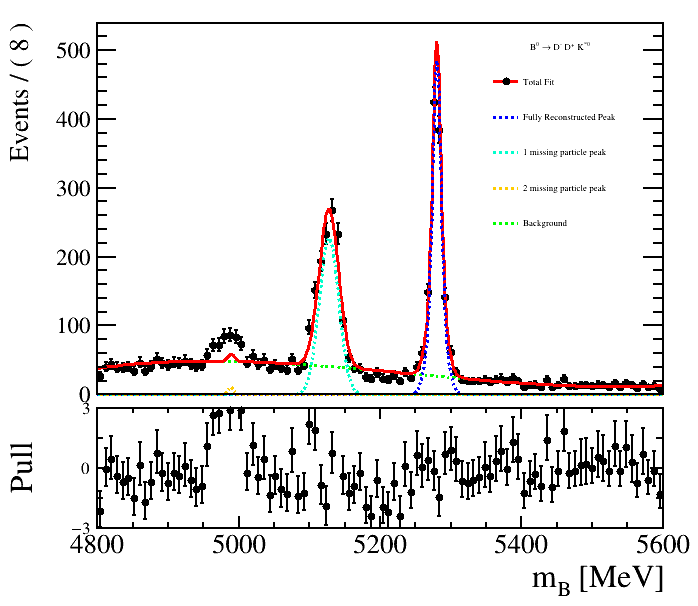 Events / ( 8 )
500
400
300
200
100
0
B⁰ → D⁻ D⁺ K*⁰
Total Fit
Fully Reconstructed Peak
1 missing particle peak
2 missing particle peak
Background
Pull
3
0
−3
4800 5000 5200 5400 5600
m_B [MeV]